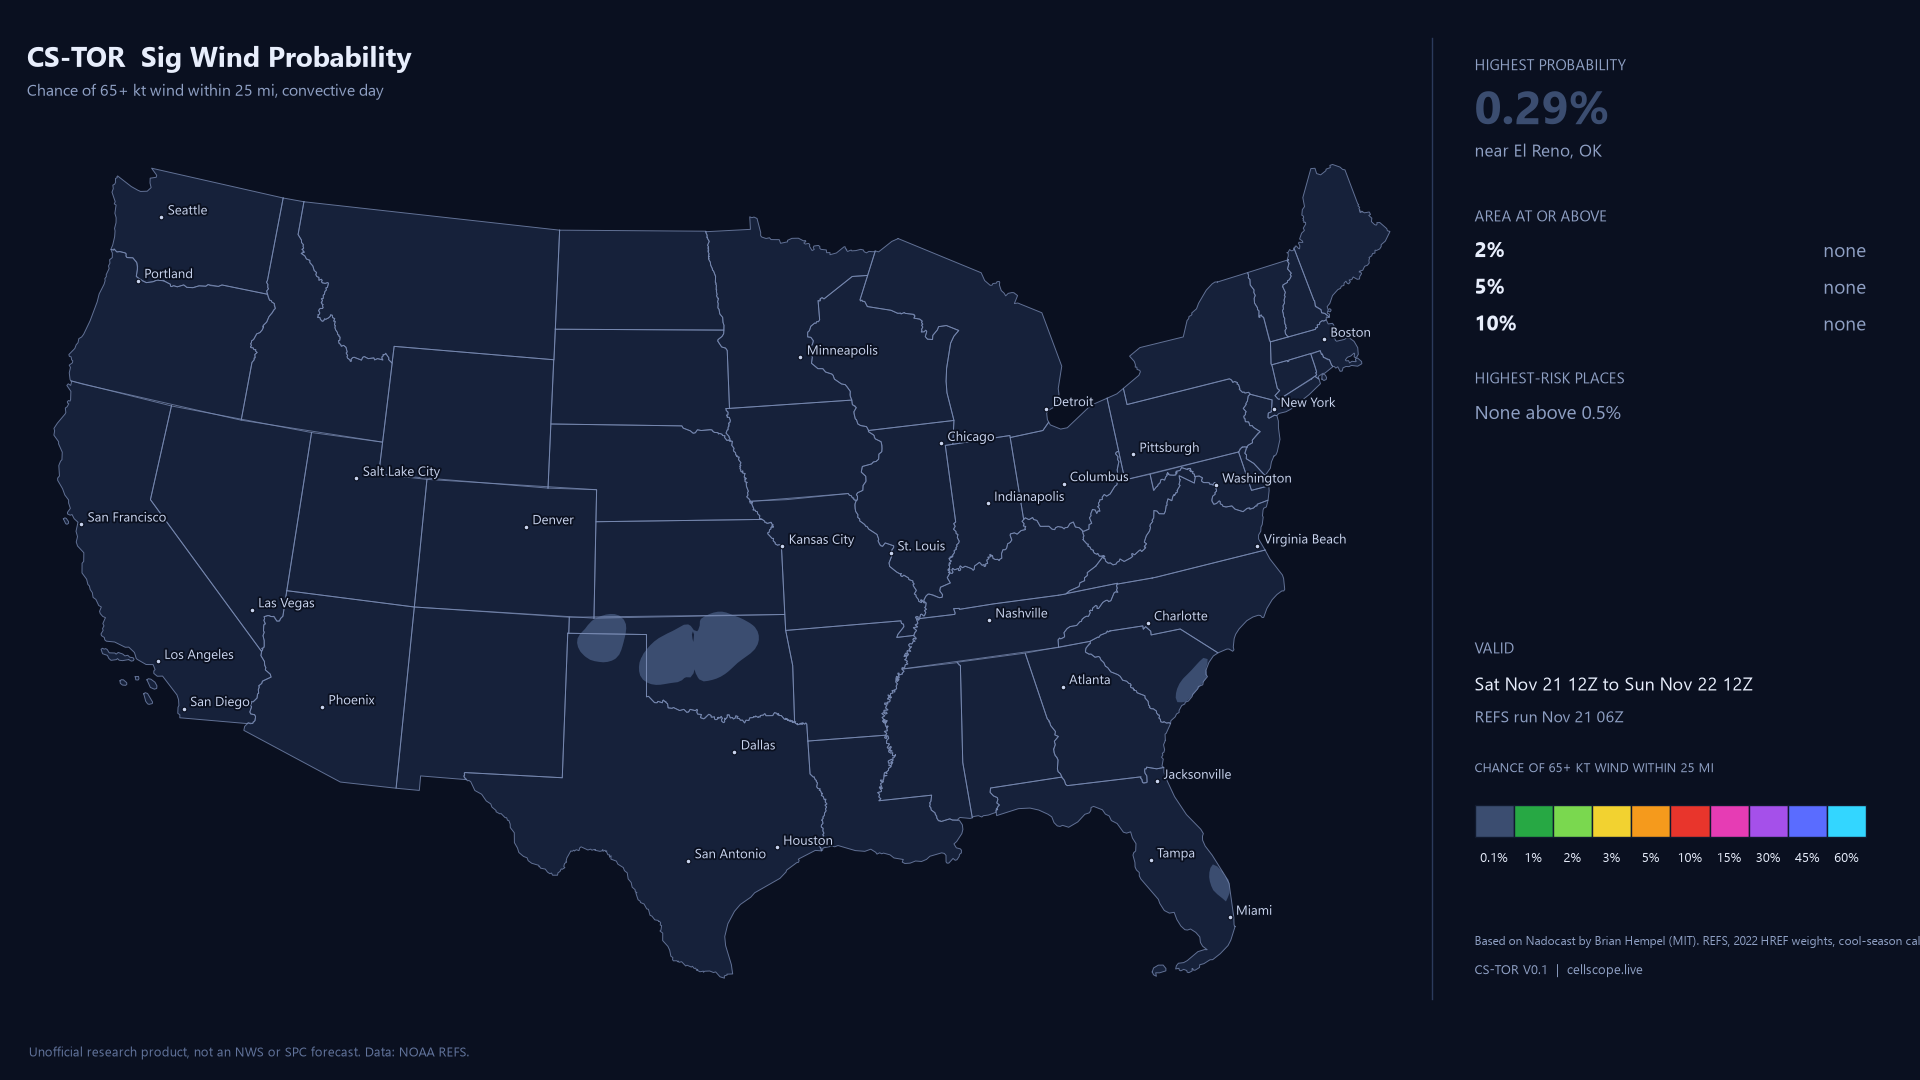 CS-TOR  Sig Wind Probability
Chance of 65+ kt wind within 25 mi, convective day
Seattle
Portland
Minneapolis
Boston
Detroit
New York
Chicago
Pittsburgh
Salt Lake City
Columbus
Washington
Indianapolis
San Francisco
Denver
Kansas City
St. Louis
Virginia Beach
Las Vegas
Nashville
Charlotte
Los Angeles
Atlanta
San Diego
Phoenix
Dallas
Jacksonville
Houston
San Antonio
Tampa
Miami
HIGHEST PROBABILITY
0.29%
near El Reno, OK
AREA AT OR ABOVE
2% none
5% none
10% none
HIGHEST-RISK PLACES
None above 0.5%
VALID
Sat Nov 21 12Z to Sun Nov 22 12Z
REFS run Nov 21 06Z
CHANCE OF 65+ KT WIND WITHIN 25 MI
0.1% 1% 2% 3% 5% 10% 15% 30% 45% 60%
Based on Nadocast by Brian Hempel (MIT). REFS, 2022 HREF weights, cool-season cal
CS-TOR V0.1 | cellscope.live
Unofficial research product, not an NWS or SPC forecast. Data: NOAA REFS.